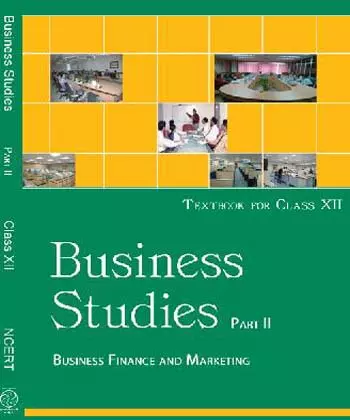 Business Studies
PART II
Class XII
NCERT
TEXTBOOK FOR CLASS XII
Business
Studies PART II
BUSINESS FINANCE AND MARKETING